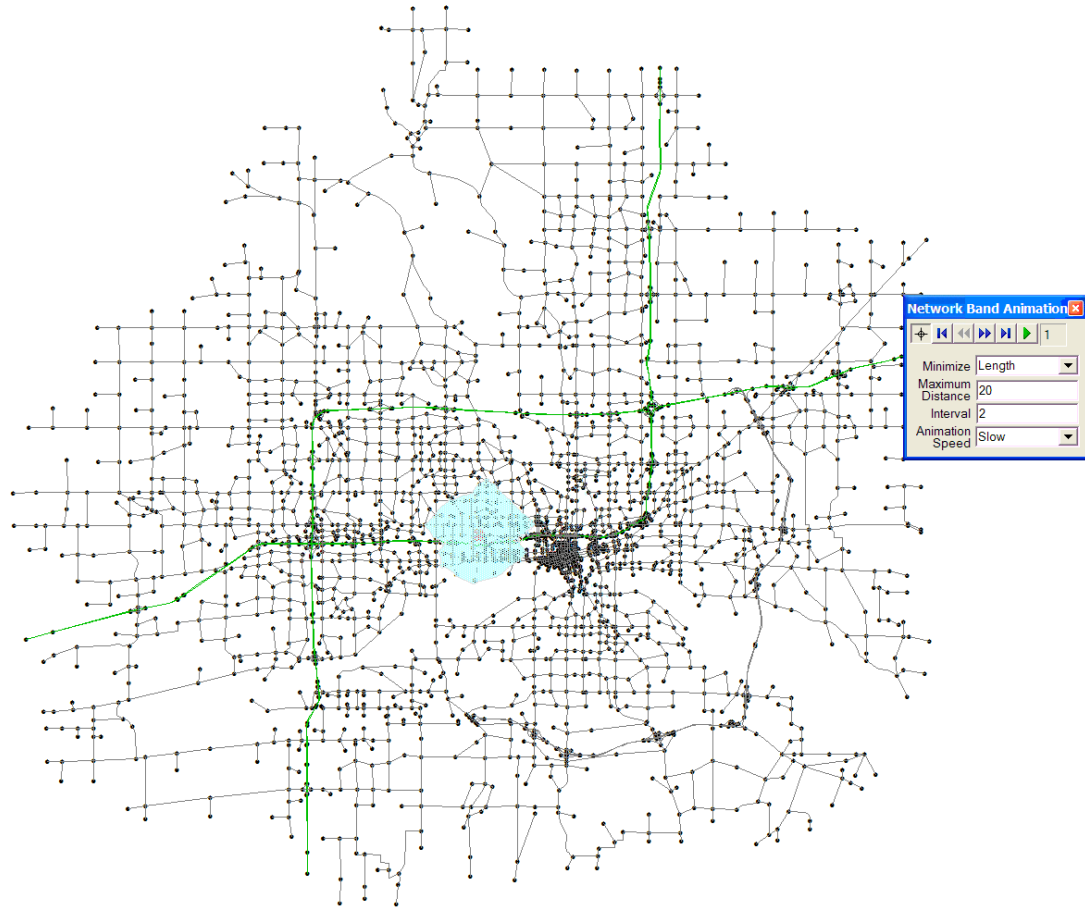 Network Band Animation
1
Minimize Length
Maximum
Distance 20
Interval 2
Animation
Speed Slow